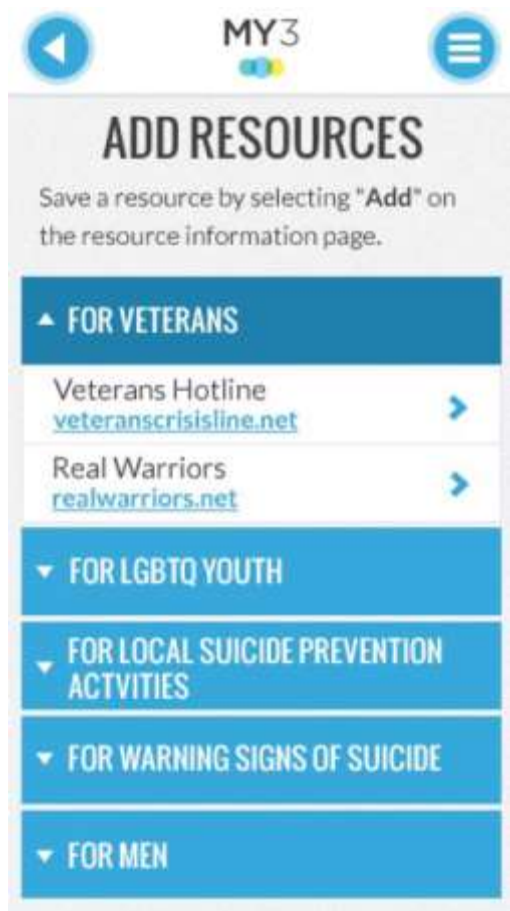 MY3
ADD RESOURCES
Save a resource by selecting "Add" on
the resource information page.
FOR VETERANS
Veterans Hotline
veteranscrisisline.net
Real Warriors
realwarriors.net
FOR LGBTQ YOUTH
FOR LOCAL SUICIDE PREVENTION
ACTVITIES
FOR WARNING SIGNS OF SUICIDE
FOR MEN